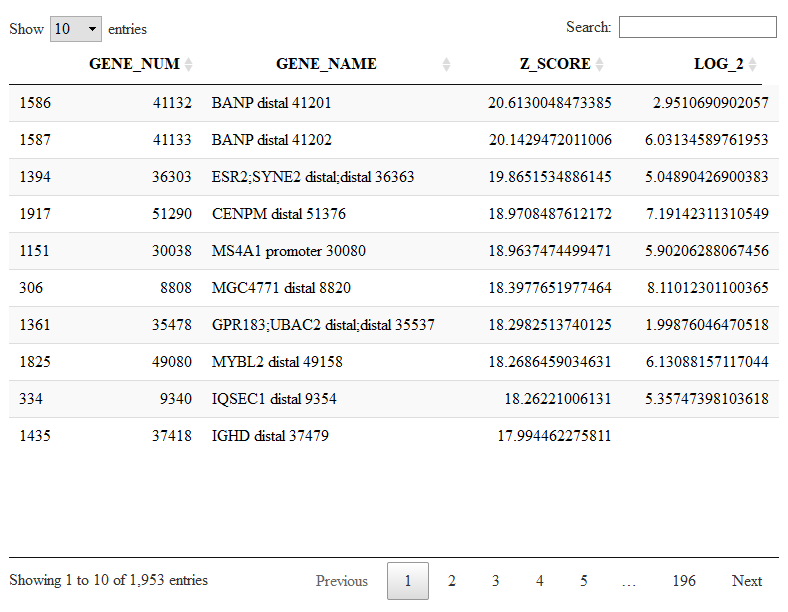 Show 10 entries Search:
GENE_NUM GENE_NAME Z_SCORE LOG_2
1586 41132 BANP distal 41201 20.6130048473385 2.9510690902057
1587 41133 BANP distal 41202 20.1429472011006 6.03134589761953
1394 36303 ESR2;SYNE2 distal;distal 36363 19.8651534886145 5.04890426900383
1917 51290 CENPM distal 51376 18.9708487612172 7.19142311310549
1151 30038 MS4A1 promoter 30080 18.9637474499471 5.90206288067456
306 8808 MGC4771 distal 8820 18.3977651977464 8.11012301100365
1361 35478 GPR183;UBAC2 distal;distal 35537 18.2982513740125 1.99876046470518
1825 49080 MYBL2 distal 49158 18.2686459034631 6.13088157117044
334 9340 IQSEC1 distal 9354 18.26221006131 5.35747398103618
1435 37418 IGHD distal 37479 17.994462275811
Showing 1 to 10 of 1,953 entries Previous 1 2 3 4 5 … 196 Next